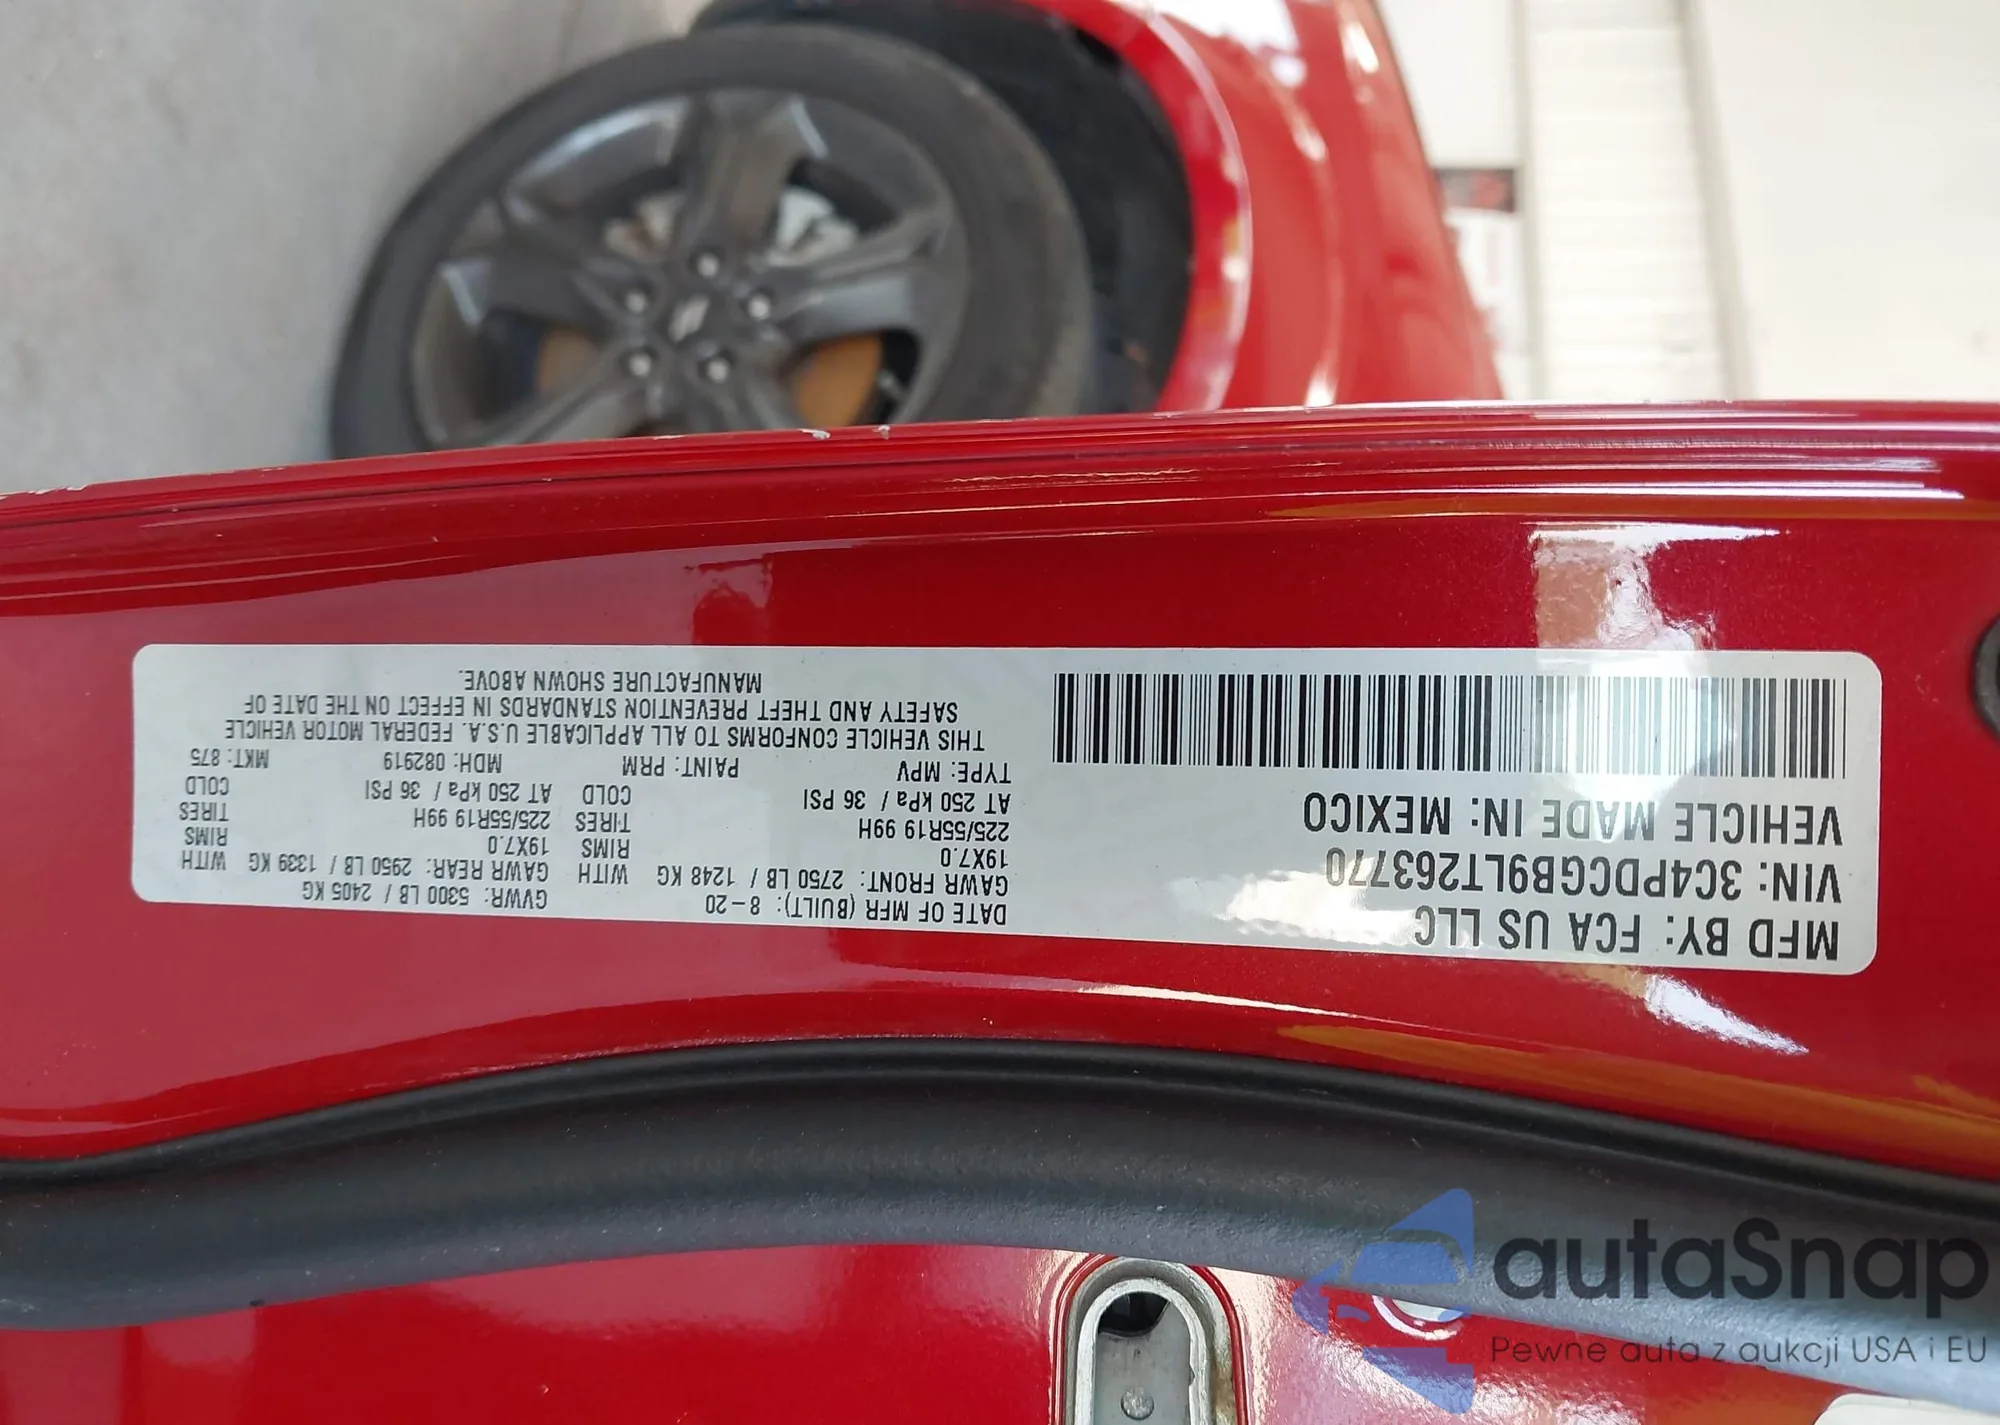 MFD BY: FCA US LLC
VIN: 3C4PDCGB9LT263770
VEHICLE MADE IN: MEXICO
DATE OF MFR (BUILT): 8-20 GVWR: 5300 LB / 2405 KG
GAWR FRONT: 2750 LB / 1248 KG WITH GAWR REAR: 2950 LB / 1339 KG WITH
19X7.0 RIMS 19X7.0 RIMS
225/55R19 99H TIRES 225/55R19 99H TIRES
AT 250 kPa / 36 PSI COLD AT 250 kPa / 36 PSI COLD
TYPE: MPV PAINT: PRM MDH: 082919 MKT: 875
THIS VEHICLE CONFORMS TO ALL APPLICABLE U.S.A. FEDERAL MOTOR VEHICLE
SAFETY AND THEFT PREVENTION STANDARDS IN EFFECT ON THE DATE OF
MANUFACTURE SHOWN ABOVE.
autaSnap
Pewne auta z aukcji USA i EU